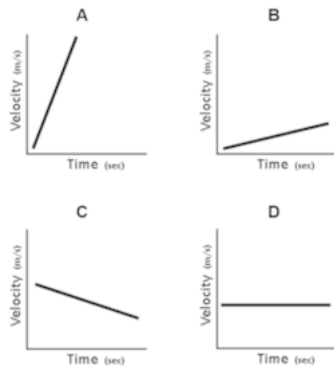 A
B
Velocity (m/s)
Time (sec)
Velocity (m/s)
Time (sec)
C
D
Velocity (m/s)
Time (sec)
Velocity (m/s)
Time (sec)